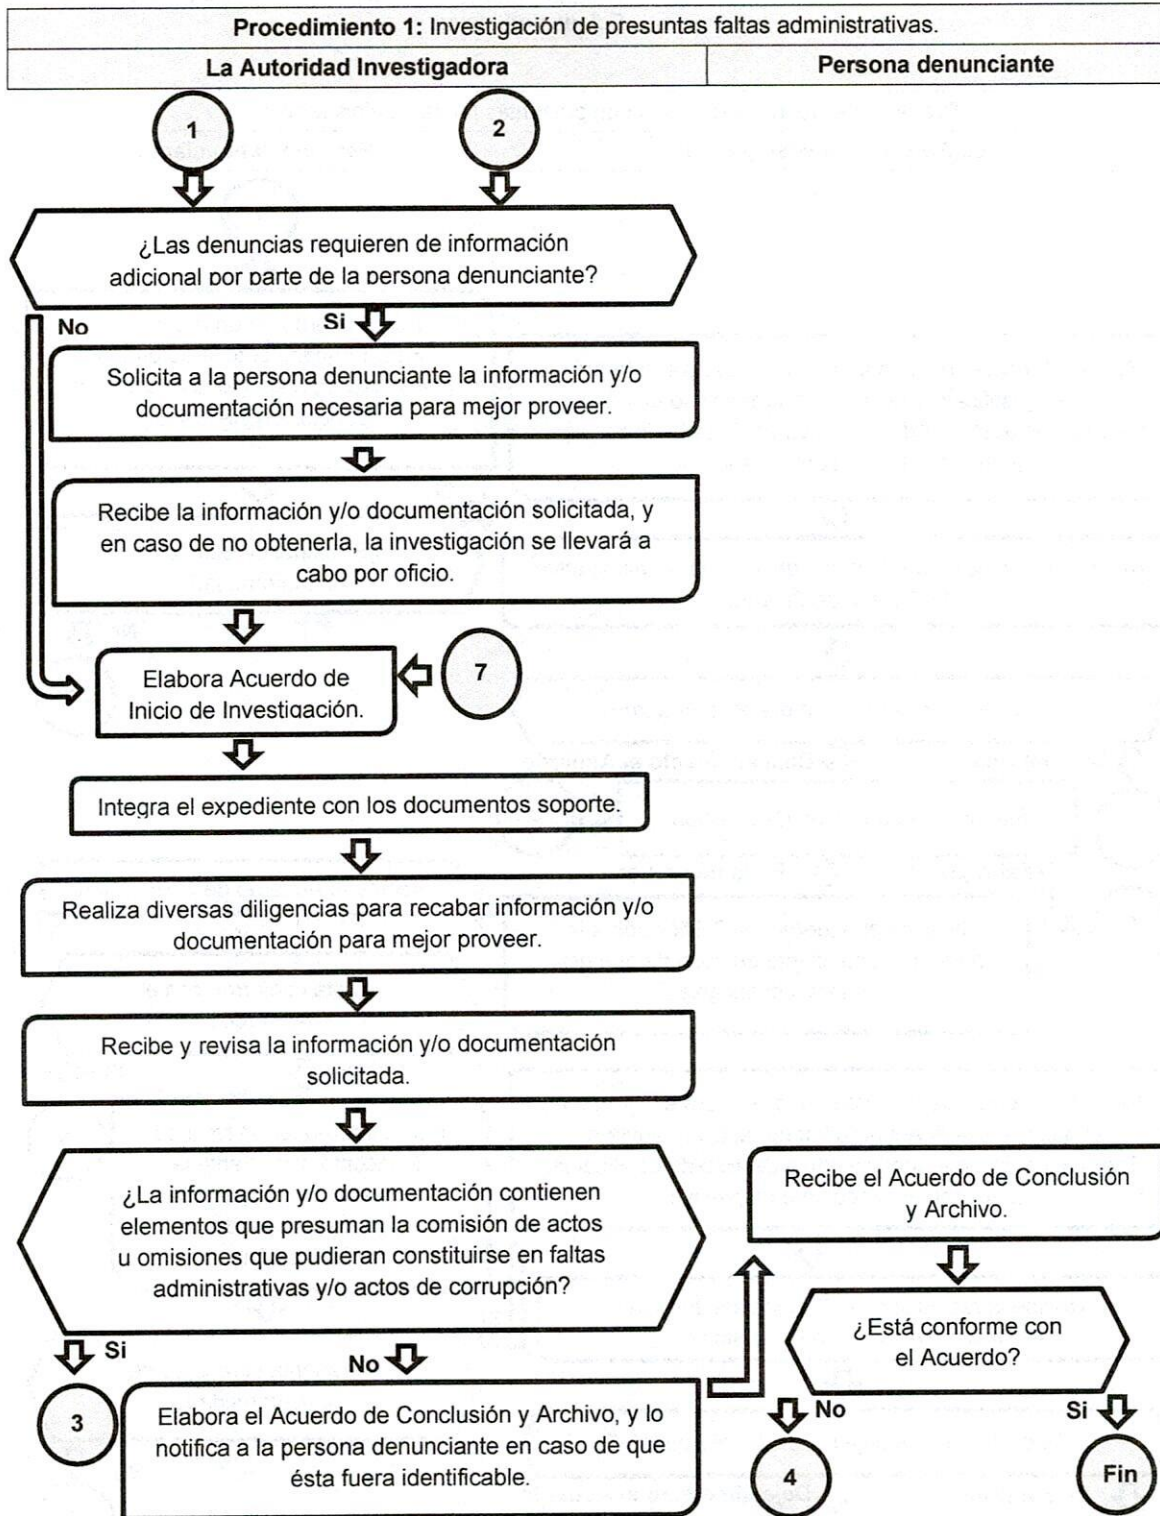 Procedimiento 1: Investigación de presuntas faltas administrativas.
La Autoridad Investigadora
Persona denunciante
1
2
¿Las denuncias requieren de información
adicional por parte de la persona denunciante?
No
Si
Solicita a la persona denunciante la información y/o
documentación necesaria para mejor proveer.
Recibe la información y/o documentación solicitada, y
en caso de no obtenerla, la investigación se llevará a
cabo por oficio.
Elabora Acuerdo de
Inicio de Investigación.
7
Integra el expediente con los documentos soporte.
Realiza diversas diligencias para recabar información y/o
documentación para mejor proveer.
Recibe y revisa la información y/o documentación
solicitada.
¿La información y/o documentación contienen
elementos que presuman la comisión de actos
u omisiones que pudieran constituirse en faltas
administrativas y/o actos de corrupción?
Si
No
3
Elabora el Acuerdo de Conclusión y Archivo, y lo
notifica a la persona denunciante en caso de que
ésta fuera identificable.
Recibe el Acuerdo de Conclusión
y Archivo.
¿Está conforme con
el Acuerdo?
No
Si
4
Fin